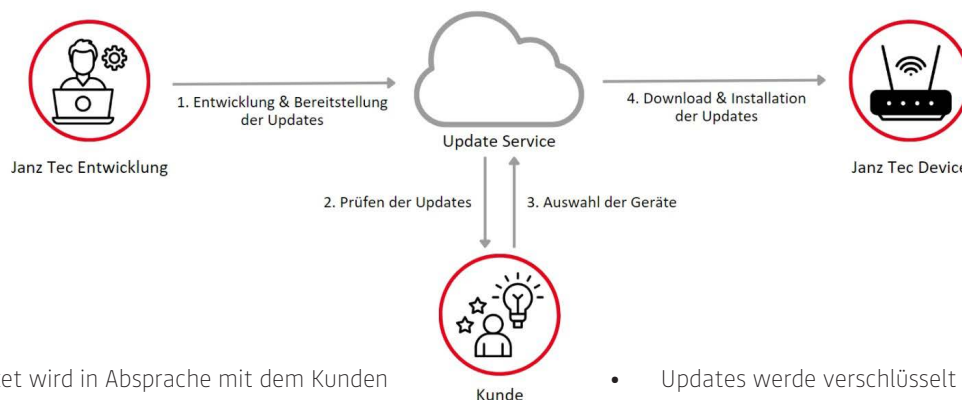 1. Entwicklung & Bereitstellung
der Updates
4. Download & Installation
der Updates
Update Service
Janz Tec Entwicklung
Janz Tec Device
2. Prüfen der Updates
3. Auswahl der Geräte
wird in Absprache mit dem Kunden
Kunde
• Updates werde verschlüsselt